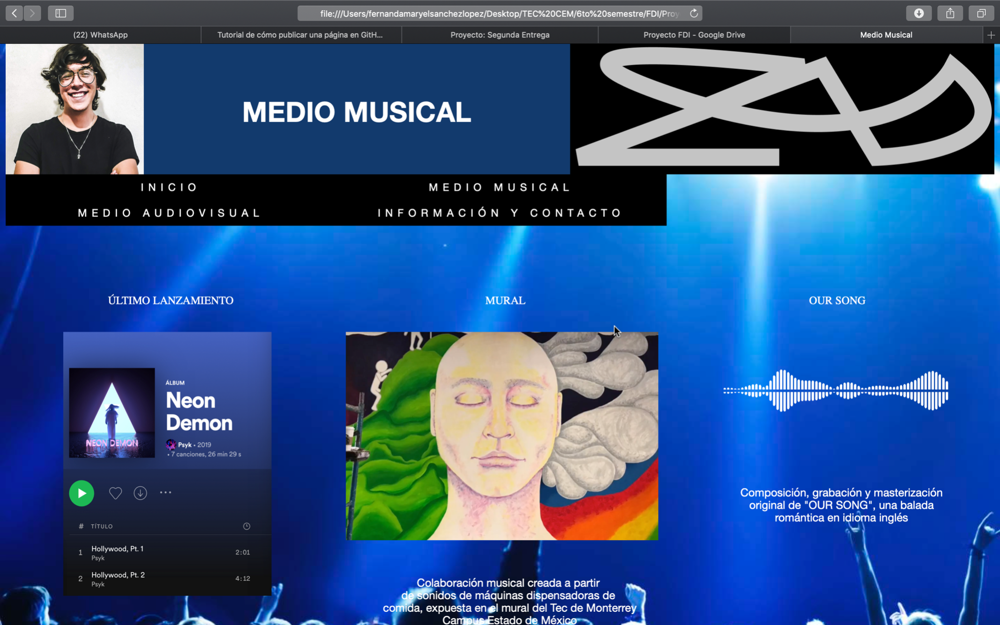 file:///Users/fernandamaryelsanchezlopez/Desktop/TEC%20CEM/6to%20semestre/FDI/Proy
(22) WhatsApp
Tutorial de cómo publicar una página en GitH...
Proyecto: Segunda Entrega
Proyecto FDI - Google Drive
Medio Musical
MEDIO MUSICAL
INICIO
MEDIO MUSICAL
MEDIO AUDIOVISUAL
INFORMACIÓN Y CONTACTO
ÚLTIMO LANZAMIENTO
MURAL
OUR SONG
NEON DEMON
ÁLBUM
Neon
Demon
Psyk • 2019
• 7 canciones, 26 min 29 s
# TÍTULO
1 Hollywood, Pt. 1 2:01
Psyk
2 Hollywood, Pt. 2 4:12
Psyk
Colaboración musical creada a partir
de sonidos de máquinas dispensadoras de
comida, expuesta en el mural del Tec de Monterrey
Campus Estado de México
Composición, grabación y masterización
original de "OUR SONG", una balada
romántica en idioma inglés